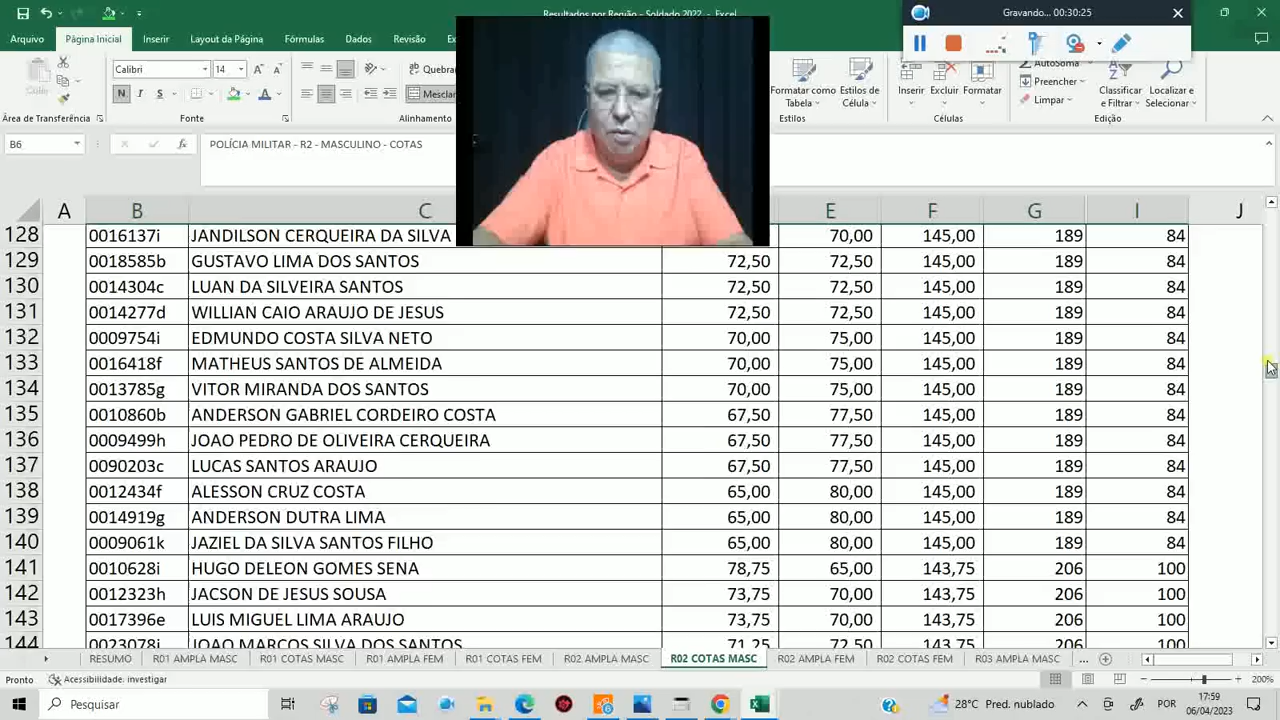 Resultados por Região - Soldado 2022 - Excel
Gravando... 00:30:25
Arquivo Página Inicial Inserir Layout da Página Fórmulas Dados Revisão
Calibri 14 Quebrar
N I S Mesclar
Formatar como Tabela Estilos de Célula Inserir Excluir Formatar AutoSoma Preencher Limpar Classificar e Filtrar Localizar e Selecionar
Área de Transferência Fonte Alinhamento Estilos Células Edição
B6 fx POLÍCIA MILITAR - R2 - MASCULINO - COTAS
A B C E F G I J
128 0016137i JANDILSON CERQUEIRA DA SILVA 70,00 145,00 189 84
129 0018585b GUSTAVO LIMA DOS SANTOS 72,50 72,50 145,00 189 84
130 0014304c LUAN DA SILVEIRA SANTOS 72,50 72,50 145,00 189 84
131 0014277d WILLIAN CAIO ARAUJO DE JESUS 72,50 72,50 145,00 189 84
132 0009754i EDMUNDO COSTA SILVA NETO 70,00 75,00 145,00 189 84
133 0016418f MATHEUS SANTOS DE ALMEIDA 70,00 75,00 145,00 189 84
134 0013785g VITOR MIRANDA DOS SANTOS 70,00 75,00 145,00 189 84
135 0010860b ANDERSON GABRIEL CORDEIRO COSTA 67,50 77,50 145,00 189 84
136 0009499h JOAO PEDRO DE OLIVEIRA CERQUEIRA 67,50 77,50 145,00 189 84
137 0090203c LUCAS SANTOS ARAUJO 67,50 77,50 145,00 189 84
138 0012434f ALESSON CRUZ COSTA 65,00 80,00 145,00 189 84
139 0014919g ANDERSON DUTRA LIMA 65,00 80,00 145,00 189 84
140 0009061k JAZIEL DA SILVA SANTOS FILHO 65,00 80,00 145,00 189 84
141 0010628i HUGO DELEON GOMES SENA 78,75 65,00 143,75 206 100
142 0012323h JACSON DE JESUS SOUSA 73,75 70,00 143,75 206 100
143 0017396e LUIS MIGUEL LIMA ARAUJO 73,75 70,00 143,75 206 100
144 0023078i JOAO MARCOS SILVA DOS SANTOS 71,25 72,50 143,75 206 100
RESUMO R01 AMPLA MASC R01 COTAS MASC R01 AMPLA FEM R01 COTAS FEM R02 AMPLA MASC R02 COTAS MASC R02 AMPLA FEM R02 COTAS FEM R03 AMPLA MASC ...
Pronto Acessibilidade: investigar 200%
Pesquisar 28°C Pred. nublado POR 17:59
06/04/2023